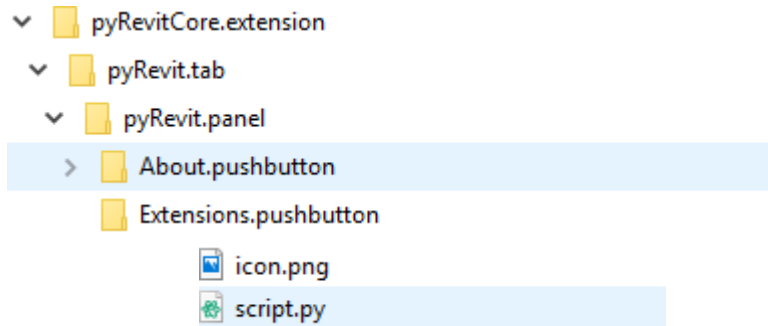 pyRevitCore.extension
pyRevit.tab
pyRevit.panel
About.pushbutton
Extensions.pushbutton
icon.png
script.py